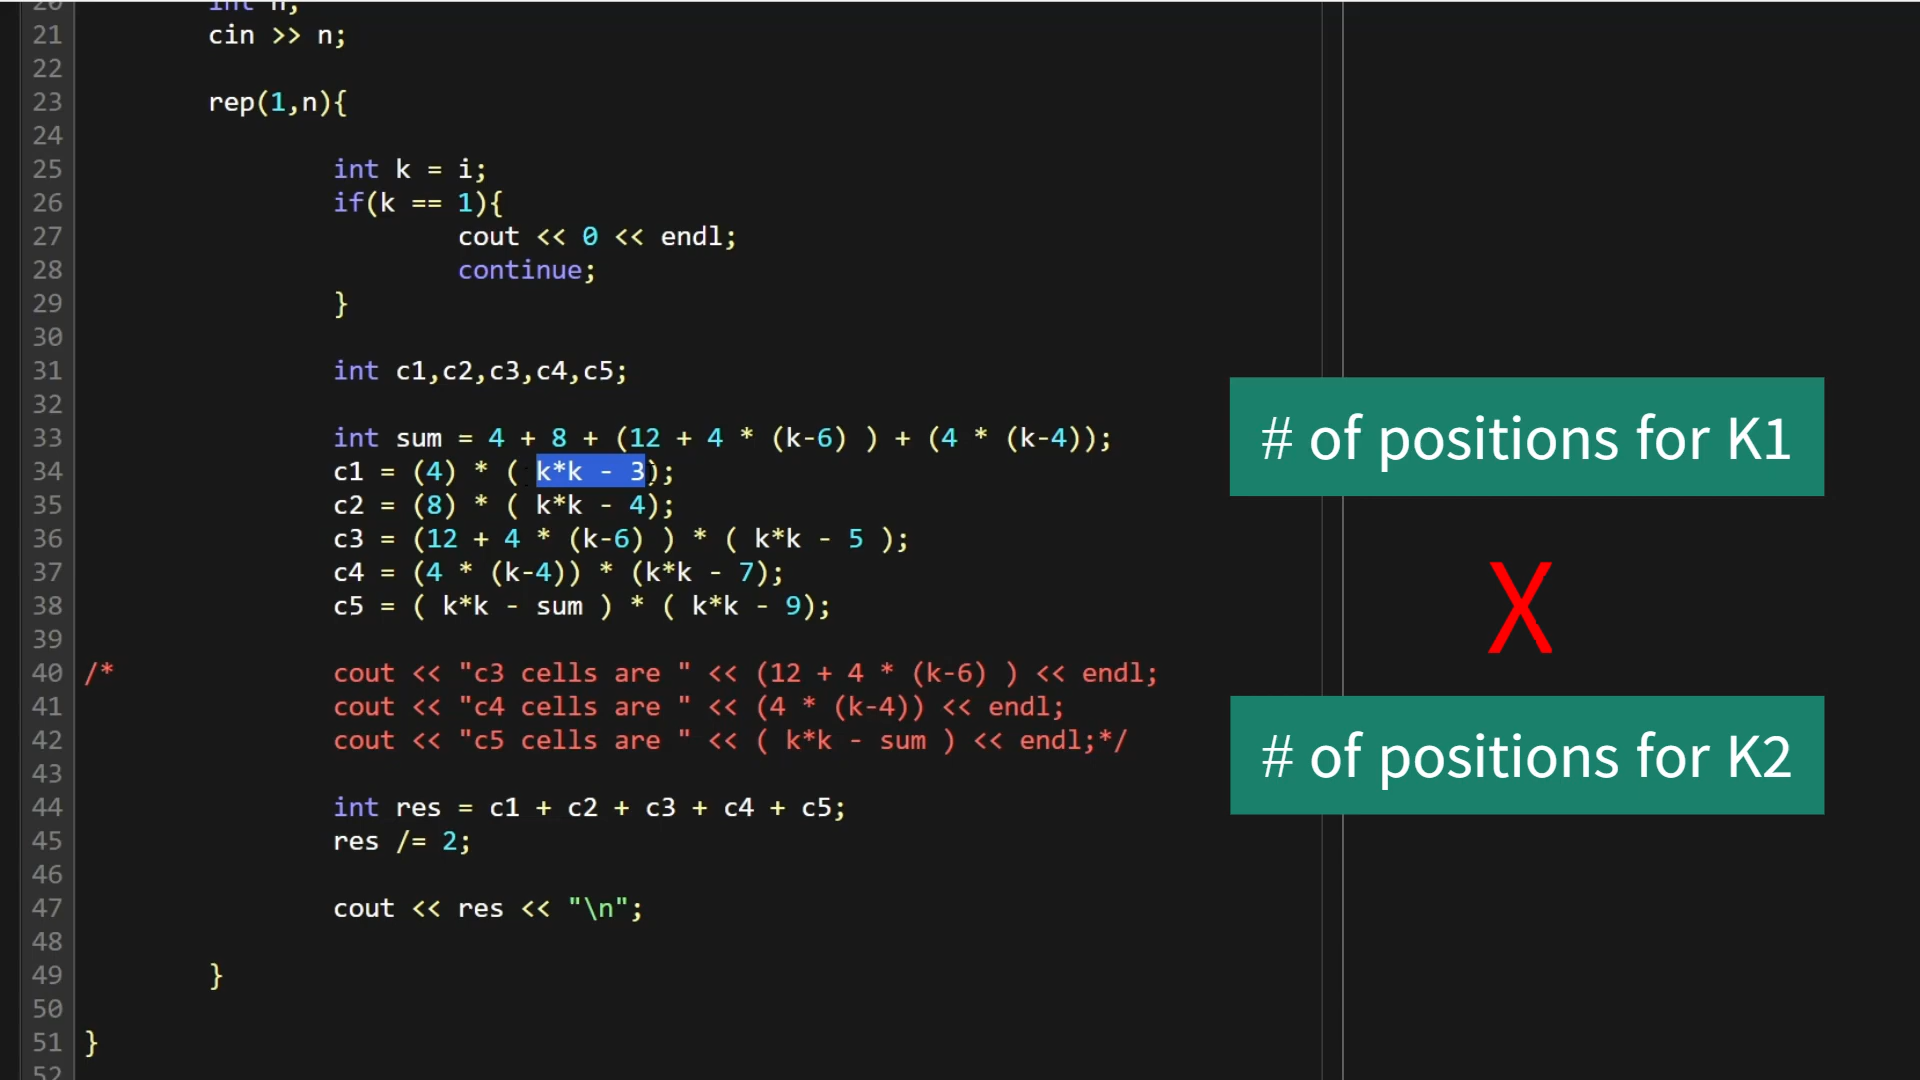 20 int n;
21 cin >> n;
22
23 rep(1,n){
24
25 int k = i;
26 if(k == 1){
27 cout << 0 << endl;
28 continue;
29 }
30
31 int c1,c2,c3,c4,c5;
32
33 int sum = 4 + 8 + (12 + 4 * (k-6) ) + (4 * (k-4));
34 c1 = (4) * ( k*k - 3);
35 c2 = (8) * ( k*k - 4);
36 c3 = (12 + 4 * (k-6) ) * ( k*k - 5 );
37 c4 = (4 * (k-4)) * (k*k - 7);
38 c5 = ( k*k - sum ) * ( k*k - 9);
39
40 /* cout << "c3 cells are " << (12 + 4 * (k-6) ) << endl;
41 cout << "c4 cells are " << (4 * (k-4)) << endl;
42 cout << "c5 cells are " << ( k*k - sum ) << endl;*/
43
44 int res = c1 + c2 + c3 + c4 + c5;
45 res /= 2;
46
47 cout << res << "\n";
48
49 }
50
51 }
52
# of positions for K1
X
# of positions for K2